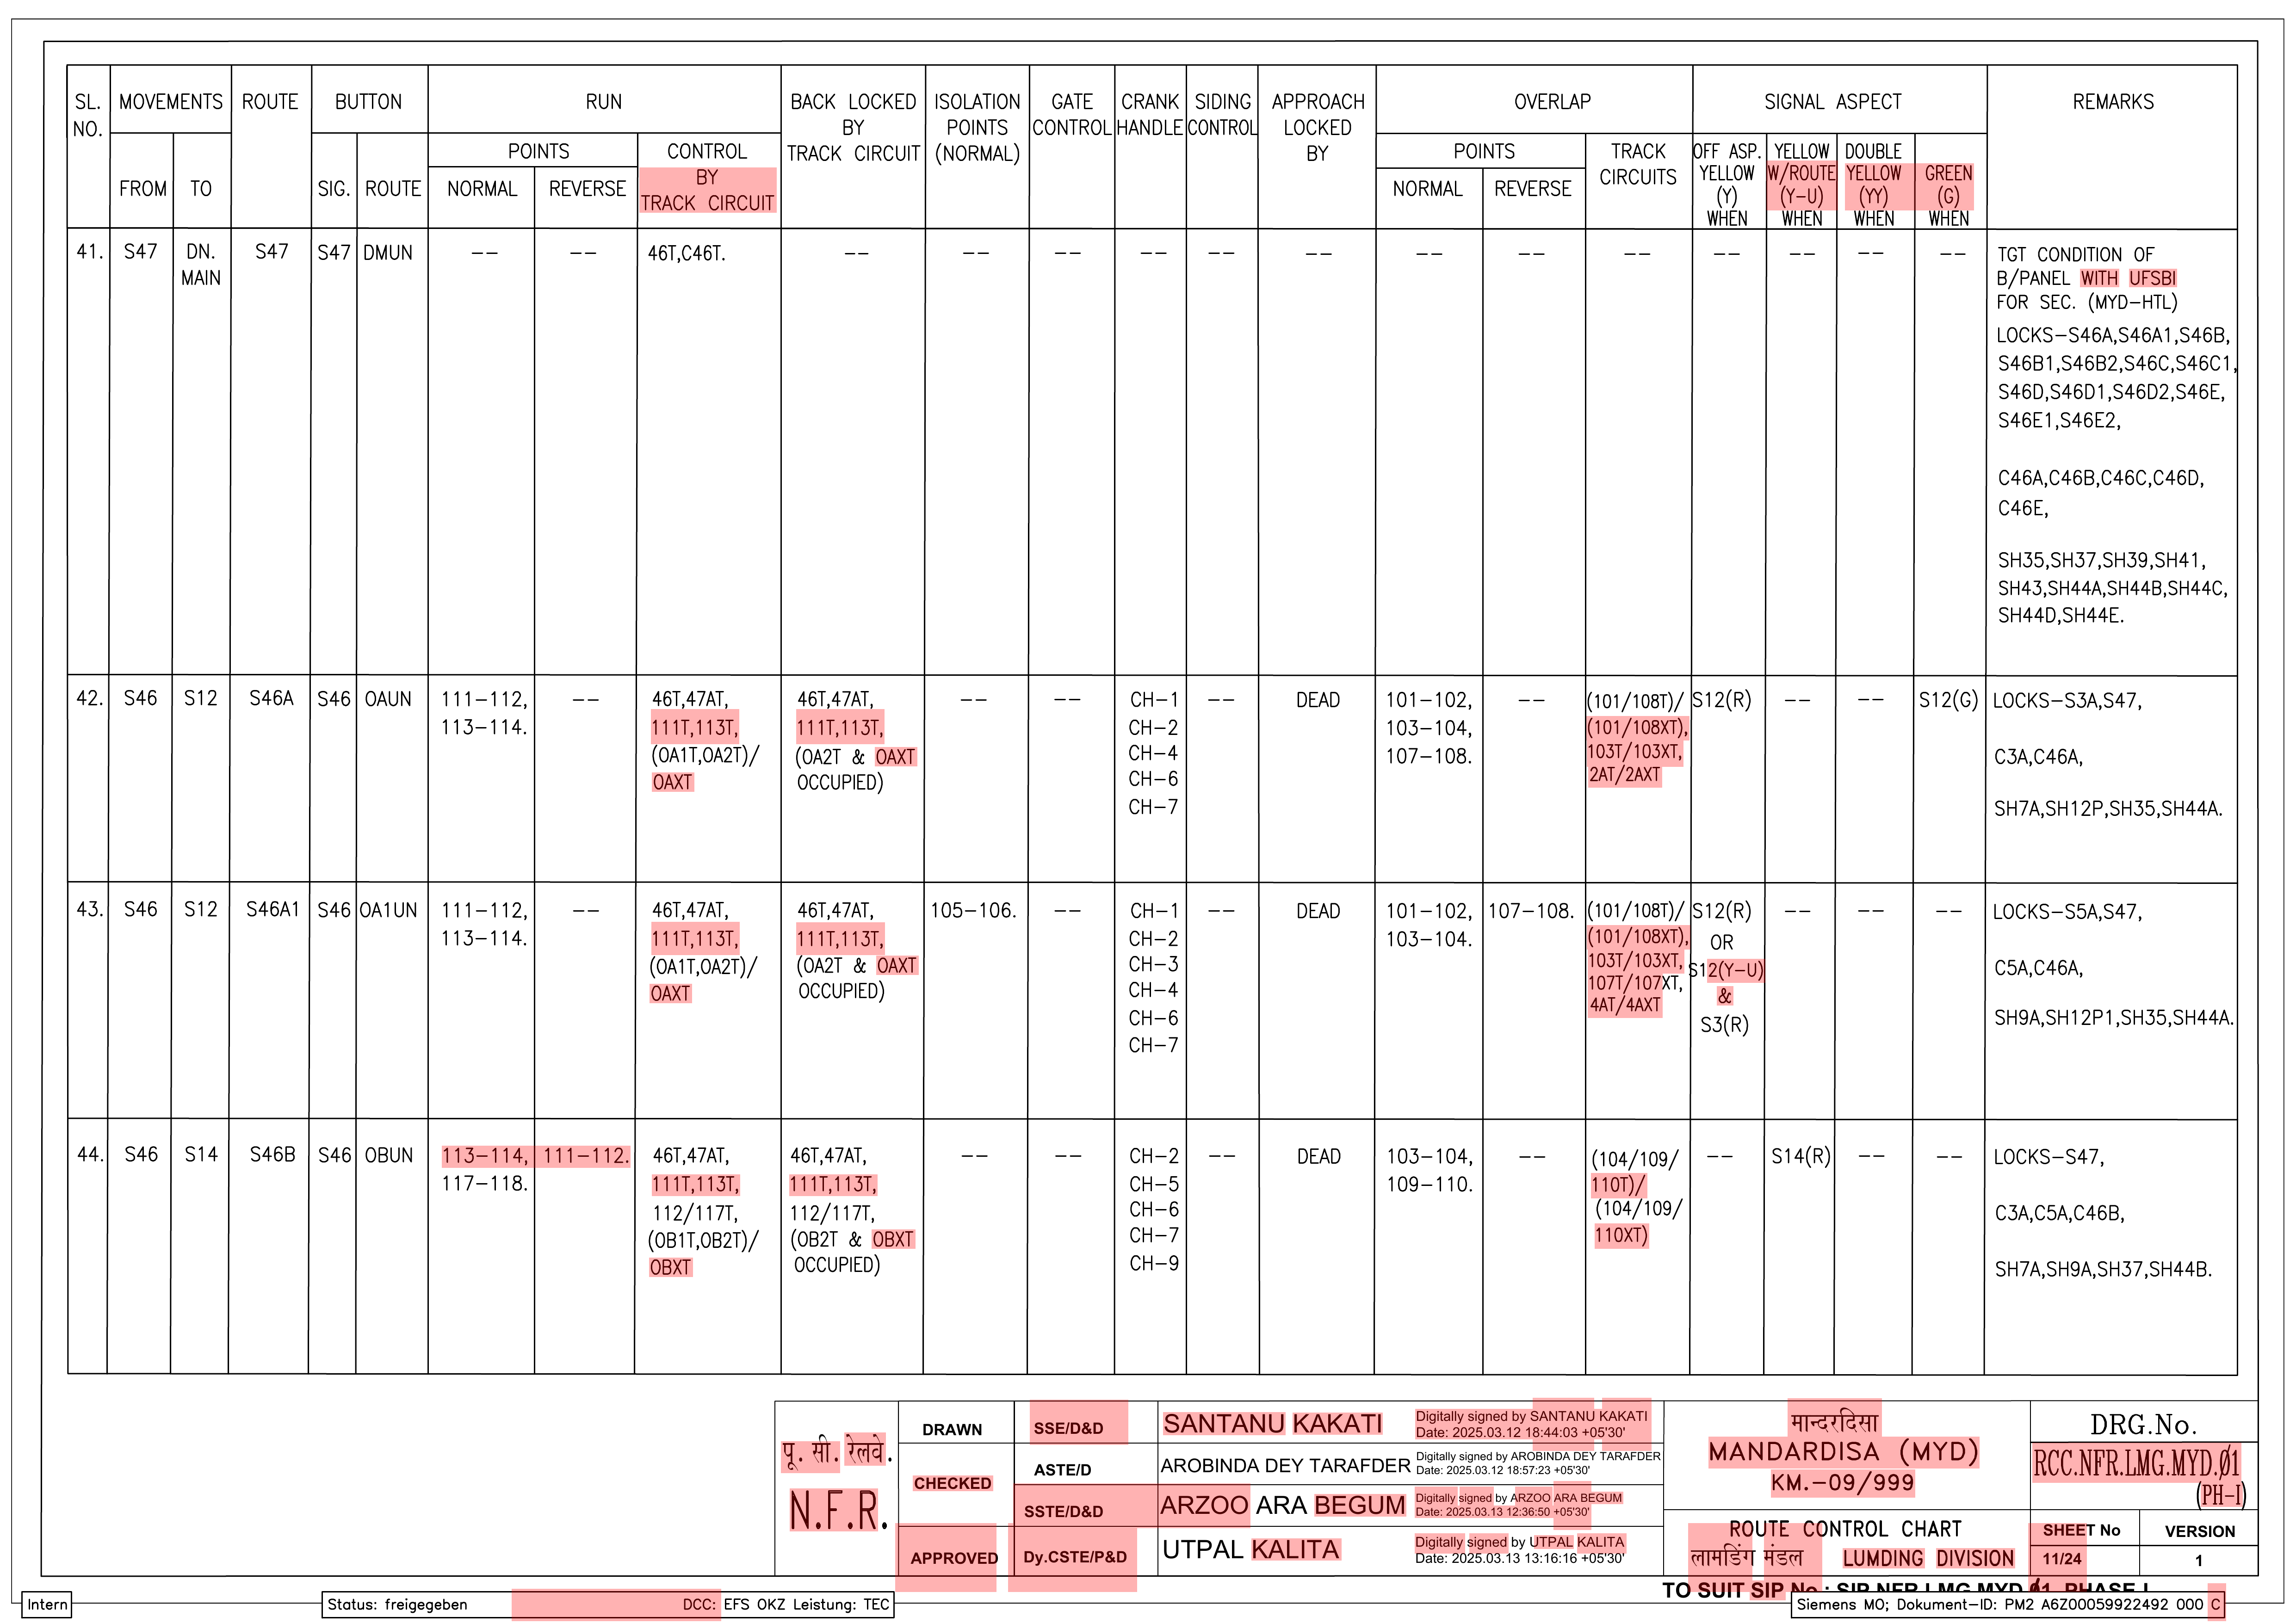 SL. NO.
MOVEMENTS
FROM
TO
ROUTE
BUTTON
SIG.
ROUTE
RUN
POINTS
NORMAL
REVERSE
CONTROL
BY
TRACK CIRCUIT
BACK LOCKED
BY
TRACK CIRCUIT
ISOLATION
POINTS
(NORMAL)
GATE
CONTROL
CRANK
HANDLE
SIDING
CONTROL
APPROACH
LOCKED
BY
OVERLAP
POINTS
NORMAL
REVERSE
TRACK
CIRCUITS
SIGNAL ASPECT
OFF ASP.
YELLOW
(Y)
WHEN
YELLOW
W/ROUTE
(Y-U)
WHEN
DOUBLE
YELLOW
(YY)
WHEN
GREEN
(G)
WHEN
REMARKS
41.
S47
DN.
MAIN
S47
S47
DMUN
--
--
46T,C46T.
--
--
--
--
--
--
--
--
--
--
--
--
--
TGT CONDITION OF
B/PANEL WITH UFSBI
FOR SEC. (MYD-HTL)
LOCKS-S46A,S46A1,S46B,
S46B1,S46B2,S46C,S46C1,
S46D,S46D1,S46D2,S46E,
S46E1,S46E2,
C46A,C46B,C46C,C46D,
C46E,
SH35,SH37,SH39,SH41,
SH43,SH44A,SH44B,SH44C,
SH44D,SH44E.
42.
S46
S12
S46A
S46
OAUN
111-112,
113-114.
--
46T,47AT,
111T,113T,
(OA1T,OA2T)/
OAXT
46T,47AT,
111T,113T,
(OA2T & OAXT
OCCUPIED)
--
--
CH-1
CH-2
CH-4
CH-6
CH-7
--
DEAD
101-102,
103-104,
107-108.
--
(101/108T)/
(101/108XT),
103T/103XT,
2AT/2AXT
S12(R)
--
--
S12(G)
LOCKS-S3A,S47,
C3A,C46A,
SH7A,SH12P,SH35,SH44A.
43.
S46
S12
S46A1
S46
OA1UN
111-112,
113-114.
--
46T,47AT,
111T,113T,
(OA1T,OA2T)/
OAXT
46T,47AT,
111T,113T,
(OA2T & OAXT
OCCUPIED)
105-106.
--
CH-1
CH-2
CH-3
CH-4
CH-6
CH-7
--
DEAD
101-102,
103-104.
107-108.
(101/108T)/
(101/108XT),
103T/103XT,
107T/107XT,
4AT/4AXT
S12(R)
OR
S12(Y-U)
&
S3(R)
--
--
--
LOCKS-S5A,S47,
C5A,C46A,
SH9A,SH12P1,SH35,SH44A.
44.
S46
S14
S46B
S46
OBUN
113-114,
117-118.
111-112.
46T,47AT,
111T,113T,
112/117T,
(OB1T,OB2T)/
OBXT
46T,47AT,
111T,113T,
112/117T,
(OB2T & OBXT
OCCUPIED)
--
--
CH-2
CH-5
CH-6
CH-7
CH-9
--
DEAD
103-104,
109-110.
--
(104/109/
110T)/
(104/109/
110XT)
--
S14(R)
--
--
LOCKS-S47,
C3A,C5A,C46B,
SH7A,SH9A,SH37,SH44B.
पू. सी. रेलवे.
N.F.R.
DRAWN
SSE/D&D
SANTANU KAKATI
Digitally signed by SANTANU KAKATI
Date: 2025.03.12 18:44:03 +05'30'
CHECKED
ASTE/D
AROBINDA DEY TARAFDER
Digitally signed by AROBINDA DEY TARAFDER
Date: 2025.03.12 18:57:23 +05'30'
SSTE/D&D
ARZOO ARA BEGUM
Digitally signed by ARZOO ARA BEGUM
Date: 2025.03.13 12:36:50 +05'30'
APPROVED
Dy.CSTE/P&D
UTPAL KALITA
Digitally signed by UTPAL KALITA
Date: 2025.03.13 13:16:16 +05'30'
मान्दरदिसा
MANDARDISA (MYD)
KM.-09/999
ROUTE CONTROL CHART
लामडिंग मंडल LUMDING DIVISION
DRG.No.
RCC.NFR.LMG.MYD.Ø1
(PH-I)
SHEET No
VERSION
11/24
1
TO SUIT SIP No.: SIP.NFR.LMG.MYD.Ø1, PHASE I
Intern
Status: freigegeben
DCC: EFS OKZ Leistung: TEC
Siemens MO; Dokument-ID: PM2 A6Z00059922492 000 C